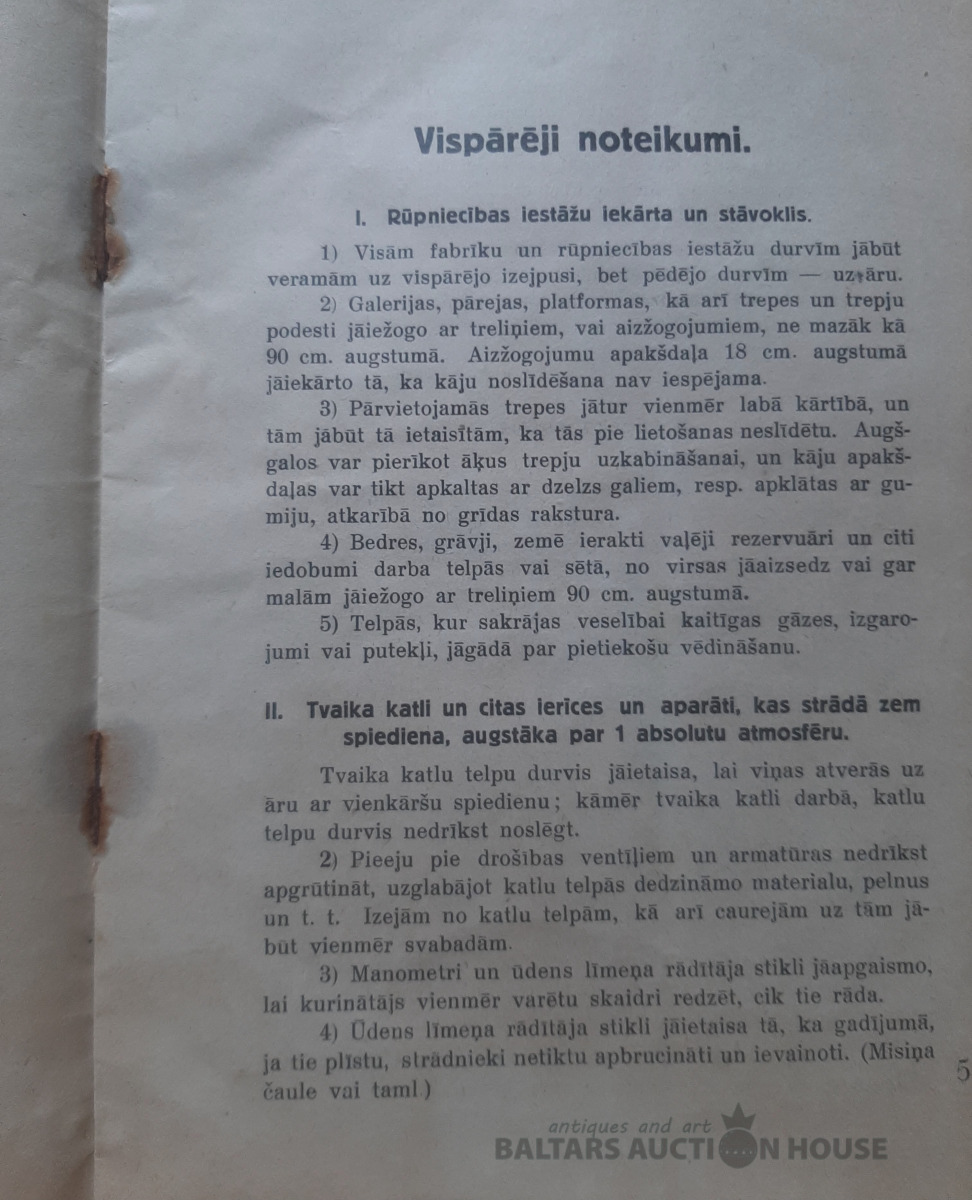 Vispārēji noteikumi.
I. Rūpniecības iestāžu iekārta un stāvoklis.
1) Visām fabrīku un rūpniecības iestāžu durvīm jābūt
veramām uz vispārējo izejpusi, bet pēdējo durvīm — uz āru.
2) Galerijas, pārejas, platformas, kā arī trepes un trepju
podesti jāiežogo ar treliņiem, vai aizžogojumiem, ne mazāk kā
90 cm. augstumā. Aizžogojumu apakšdaļa 18 cm. augstumā
jāiekārto tā, ka kāju noslīdēšana nav iespējama.
3) Pārvietojamās trepes jātur vienmēr labā kārtībā, un
tām jābūt tā ietaisītām, ka tās pie lietošanas neslīdētu. Augš-
galos var pierīkot āķus trepju uzkabināšanai, un kāju apakš-
daļas var tikt apkaltas ar dzelzs galiem, resp. apklātas ar gu-
miju, atkarībā no grīdas rakstura.
4) Bedres, grāvji, zemē ierakti vaļēji rezervuāri un citi
iedobumi darba telpās vai sētā, no virsas jāaizsedz vai gar
malām jāiežogo ar treliņiem 90 cm. augstumā.
5) Telpās, kur sakrājas veselībai kaitīgas gāzes, izgaro-
jumi vai putekļi, jāgādā par pietiekošu vēdināšanu.
II. Tvaika katli un citas ierīces un aparāti, kas strādā zem
spiediena, augstāka par 1 absolutu atmosfēru.
Tvaika katlu telpu durvis jāietaisa, lai viņas atverās uz
āru ar vienkāršu spiedienu; kāmēr tvaika katli darbā, katlu
telpu durvis nedrīkst noslēgt.
2) Pieeju pie drošības ventīļiem un armatūras nedrīkst
apgrūtināt, uzglabājot katlu telpās dedzināmo materialu, pelnus
un t. t. Izejām no katlu telpām, kā arī caurejām uz tām jā-
būt vienmēr svabadām.
3) Manometri un ūdens līmeņa rādītāja stikli jāapgaismo,
lai kurinātājs vienmēr varētu skaidri redzēt, cik tie rāda.
4) Ūdens līmeņa rādītāja stikli jāietaisa tā, ka gadījumā,
ja tie plīstu, strādnieki netiktu apbrucināti un ievainoti. (Misiņa
čaule vai taml.)
5
antiques and art
BALTARS AUCTION HOUSE